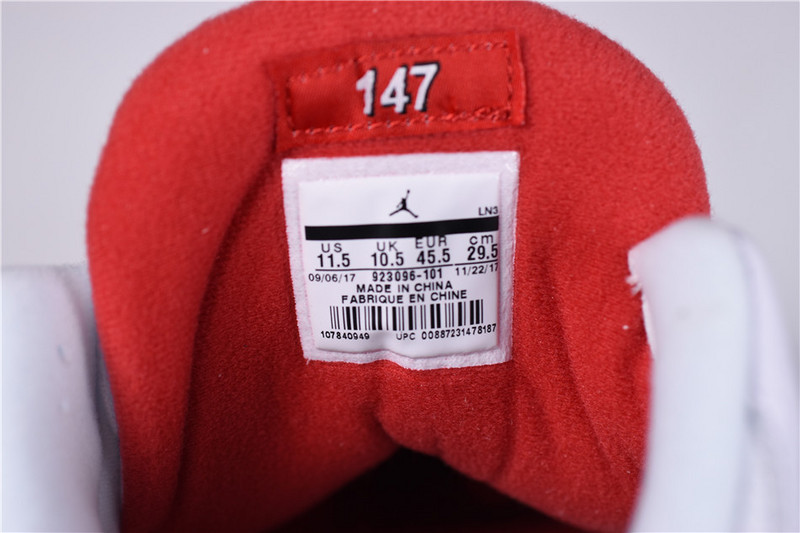 147
LN3
US UK EUR cm
11.5 10.5 45.5 29.5
09/06/17 923096-101 11/22/17
MADE IN CHINA
FABRIQUE EN CHINE
107840949 UPC 00887231478187